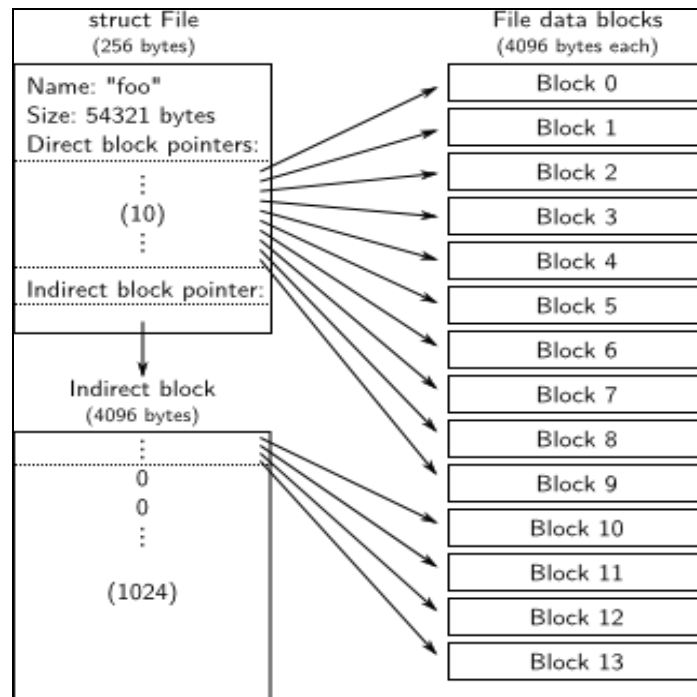 struct File
(256 bytes)
Name: "foo"
Size: 54321 bytes
Direct block pointers:
⋮
(10)
⋮
Indirect block pointer:
Indirect block
(4096 bytes)
⋮
0
0
⋮
(1024)
File data blocks
(4096 bytes each)
Block 0
Block 1
Block 2
Block 3
Block 4
Block 5
Block 6
Block 7
Block 8
Block 9
Block 10
Block 11
Block 12
Block 13